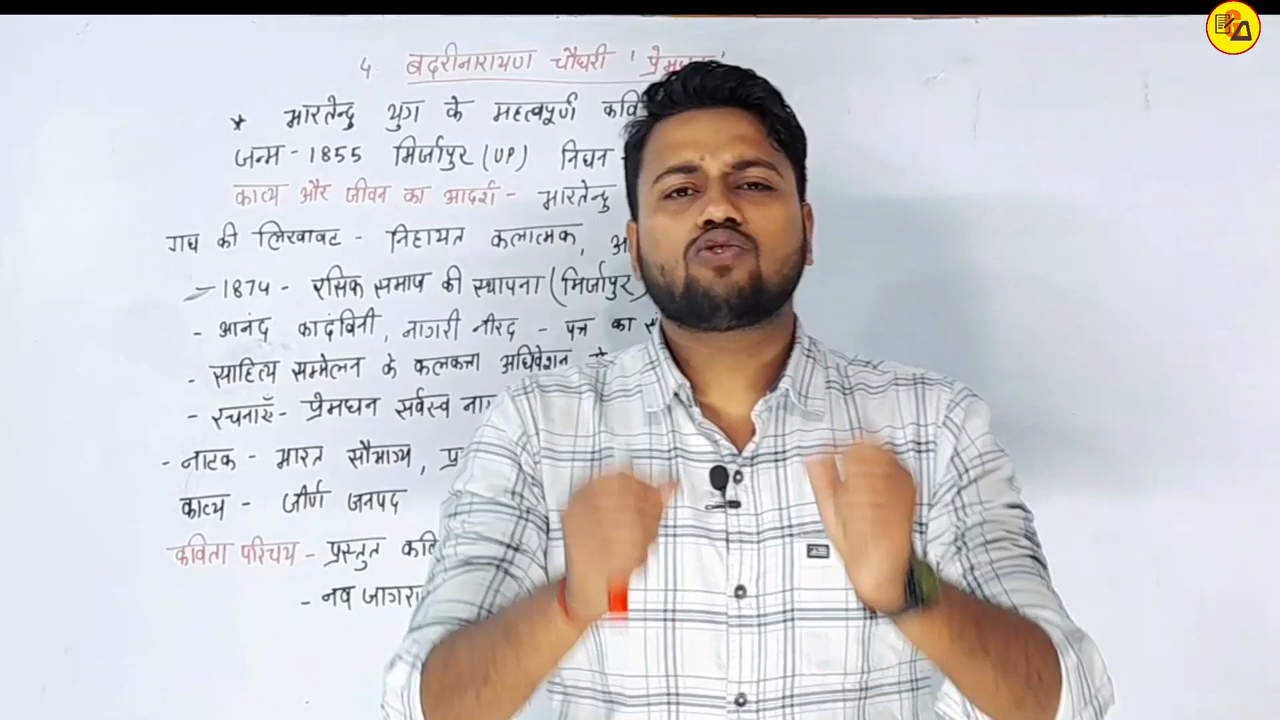 4 बदरीनारायण चौधरी ' प्रेमघन'
* भारतेन्दु युग के महत्वपूर्ण कवि
जन्म - 1855 मिर्जापुर (UP) निधन -
काव्य और जीवन का आदर्श - भारतेन्दु
गद्य की लिखावट - निहायत कलात्मक,
- 1874 - रसिक समाज की स्थापना (मिर्जापुर)
- आनंद कादंबिनी, नागरी नीरद - पत्र का
- साहित्य सम्मेलन के कलकत्ता अधिवेशन
- रचनाएँ - प्रेमघन सर्वस्व
- नाटक - भारत सौभाग्य,
काव्य - जीर्ण जनपद
कविता परिचय - प्रस्तुत
- नव